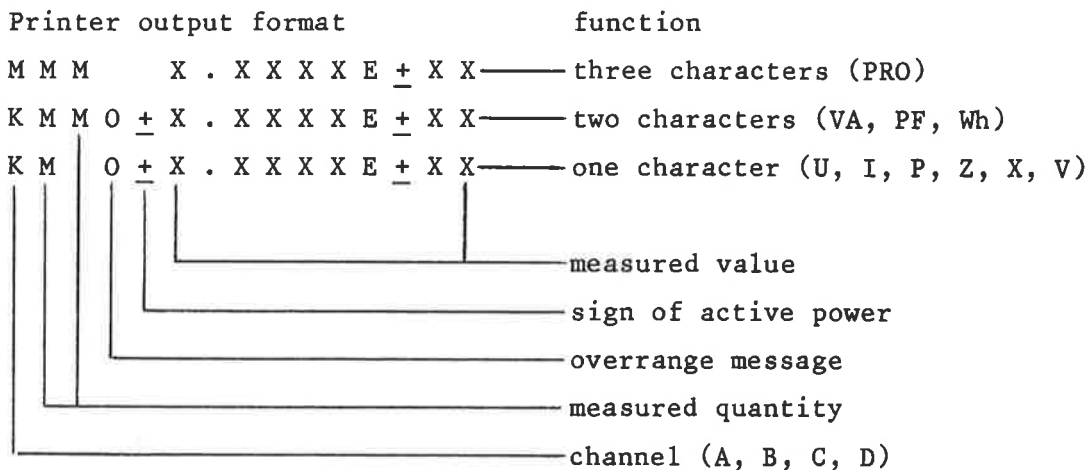 Printer output format function
M M M X . X X X X E ± X X three characters (PRO)
K M M O ± X . X X X X E ± X X two characters (VA, PF, Wh)
K M O ± X . X X X X E ± X X one character (U, I, P, Z, X, V)
measured value
sign of active power
overrange message
measured quantity
channel (A, B, C, D)